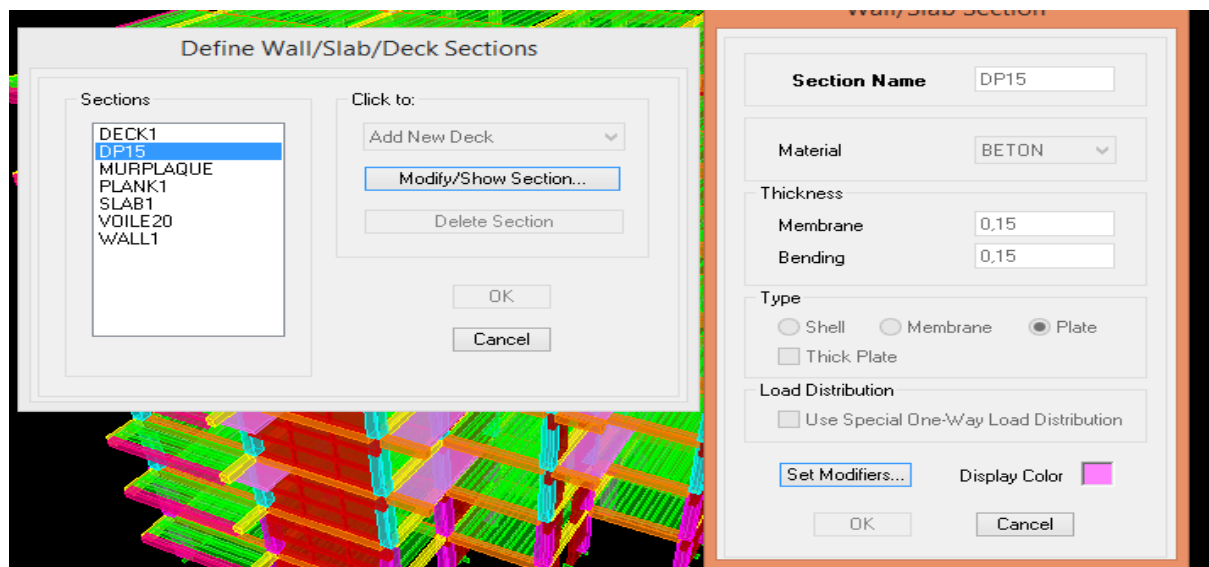 Define Wall/Slab/Deck Sections
Sections
DECK1
DP15
MURPLAQUE
PLANK1
SLAB1
VOILE20
WALL1
Click to:
Add New Deck
Modify/Show Section...
Delete Section
OK
Cancel
Wall/Slab Section
Section Name DP15
Material BETON
Thickness
Membrane 0,15
Bending 0,15
Type
Shell Membrane Plate
Thick Plate
Load Distribution
Use Special One-Way Load Distribution
Set Modifiers... Display Color
OK Cancel